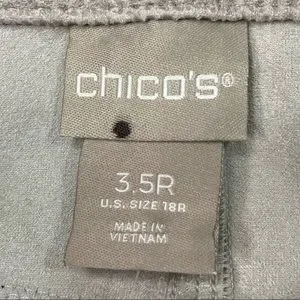 chico's®
3.5R
U.S. SIZE 18R
MADE IN
VIETNAM